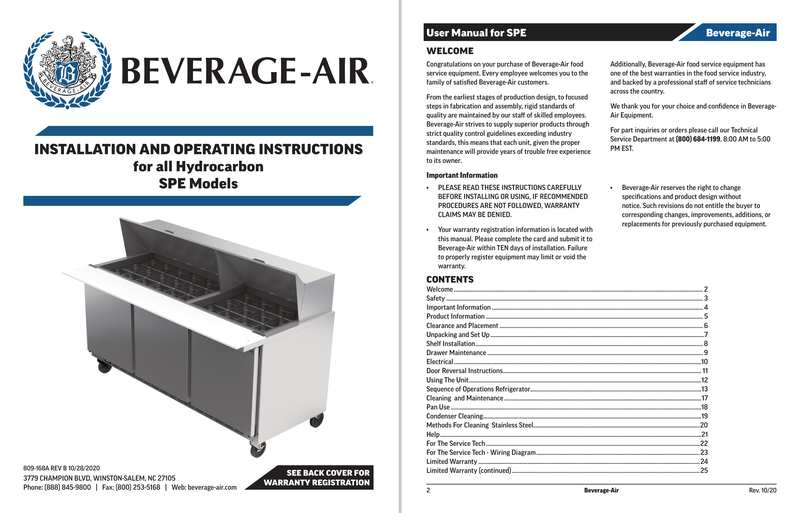 B
BEVERAGE-AIR
BEVERAGE-AIR
INSTALLATION AND OPERATING INSTRUCTIONS
for all Hydrocarbon
SPE Models
809-168A REV B 10/28/2020
3779 CHAMPION BLVD, WINSTON-SALEM, NC 27105
Phone: (888) 845-9800 | Fax: (800) 253-5168 | Web: beverage-air.com
SEE BACK COVER FOR
WARRANTY REGISTRATION
User Manual for SPE
Beverage-Air
WELCOME
Congratulations on your purchase of Beverage-Air food
service equipment. Every employee welcomes you to the
family of satisfied Beverage-Air customers.
From the earliest stages of production design, to focused
steps in fabrication and assembly, rigid standards of
quality are maintained by our staff of skilled employees.
Beverage-Air strives to supply superior products through
strict quality control guidelines exceeding industry
standards, this means that each unit, given the proper
maintenance will provide years of trouble free experience
to its owner.
Additionally, Beverage-Air food service equipment has
one of the best warranties in the food service industry,
and backed by a professional staff of service technicians
across the country.
We thank you for your choice and confidence in Beverage-
Air Equipment.
For part inquiries or orders please call our Technical
Service Department at (800) 684-1199. 8:00 AM to 5:00
PM EST.
Important Information
• PLEASE READ THESE INSTRUCTIONS CAREFULLY
BEFORE INSTALLING OR USING, IF RECOMMENDED
PROCEDURES ARE NOT FOLLOWED, WARRANTY
CLAIMS MAY BE DENIED.
• Your warranty registration information is located with
this manual. Please complete the card and submit it to
Beverage-Air within TEN days of installation. Failure
to properly register equipment may limit or void the
warranty.
• Beverage-Air reserves the right to change
specifications and product design without
notice. Such revisions do not entitle the buyer to
corresponding changes, improvements, additions, or
replacements for previously purchased equipment.
CONTENTS
Welcome 2
Safety 3
Important Information 4
Product Information 5
Clearance and Placement 6
Unpacking and Set Up 7
Shelf Installation 8
Drawer Maintenance 9
Electrical 10
Door Reversal Instructions 11
Using The Unit 12
Sequence of Operations Refrigerator 13
Cleaning and Maintenance 17
Pan Use 18
Condenser Cleaning 19
Methods For Cleaning Stainless Steel 20
Help 21
For The Service Tech 22
For The Service Tech - Wiring Diagram 23
Limited Warranty 24
Limited Warranty (continued) 25
2
Beverage-Air
Rev. 10/20